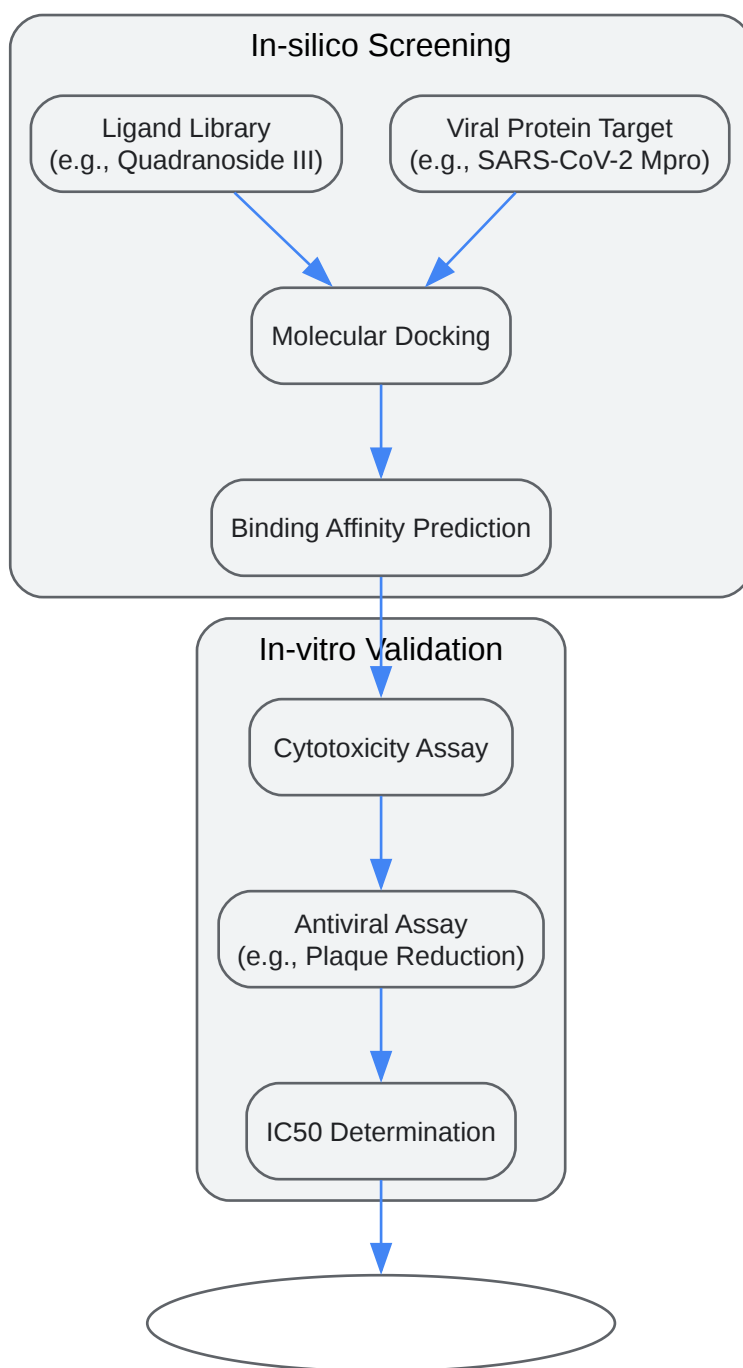 In-silico Screening
Ligand Library
(e.g., Quadranoside III)
Viral Protein Target
(e.g., SARS-CoV-2 Mpro)
Molecular Docking
Binding Affinity Prediction
In-vitro Validation
Cytotoxicity Assay
Antiviral Assay
(e.g., Plaque Reduction)
IC50 Determination